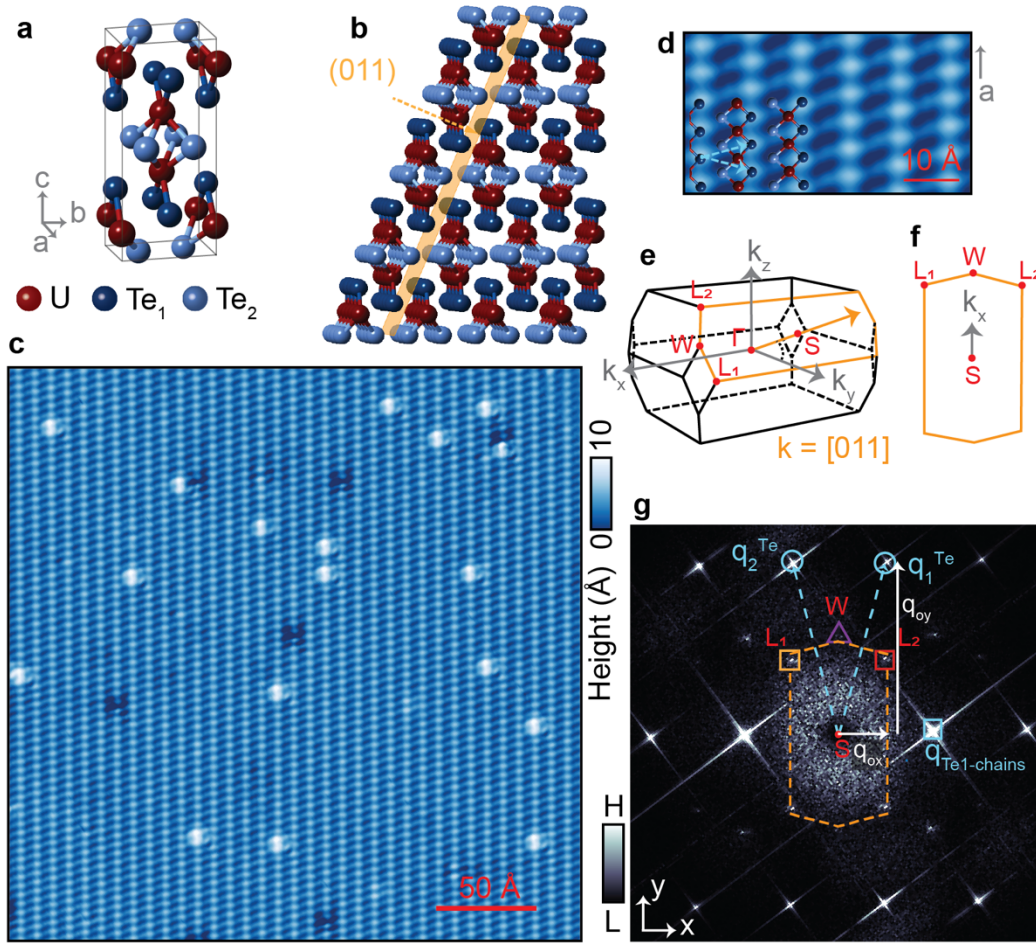 a
c
b
a
U
Te1
Te2
b
(011)
c
50 Å
Height (Å)
0
10
d
a
10 Å
e
kz
L2
W
Γ
S
L1
kx
ky
k = [011]
f
W
L1
L2
kx
S
g
q2Te
q1Te
qoy
W
L1
L2
S
qox
qTe1-chains
H
L
y
x